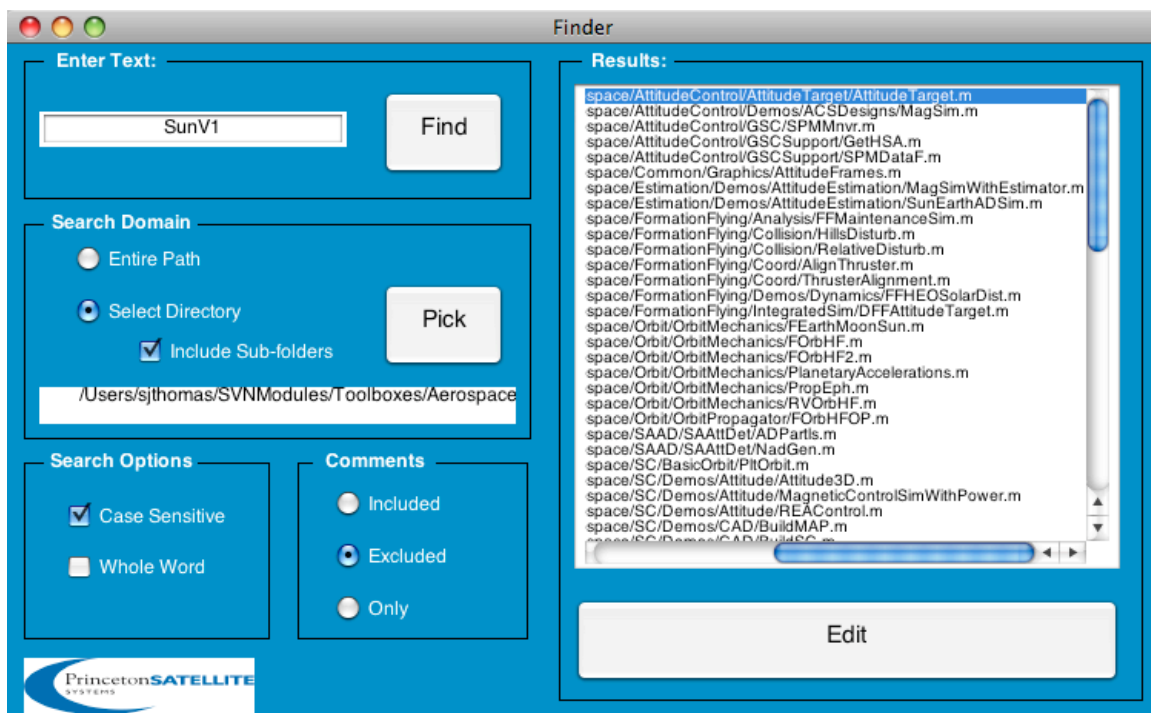 Finder
Enter Text:
SunV1
Find
Search Domain
Entire Path
Select Directory
Pick
Include Sub-folders
/Users/sjthomas/SVNModules/Toolboxes/Aerospace
Search Options
Case Sensitive
Whole Word
Comments
Included
Excluded
Only
PrincetonSATELLITE
SYSTEMS
Results:
space/AttitudeControl/AttitudeTarget/AttitudeTarget.m
space/AttitudeControl/Demos/ACSDesigns/MagSim.m
space/AttitudeControl/GSC/SPMMnvr.m
space/AttitudeControl/GSCSupport/GetHSA.m
space/AttitudeControl/GSCSupport/SPMDataF.m
space/Common/Graphics/AttitudeFrames.m
space/Estimation/Demos/AttitudeEstimation/MagSimWithEstimator.m
space/Estimation/Demos/AttitudeEstimation/SunEarthADSim.m
space/FormationFlying/Analysis/FFMaintenanceSim.m
space/FormationFlying/Collision/HillsDisturb.m
space/FormationFlying/Collision/RelativeDisturb.m
space/FormationFlying/Coord/AlignThruster.m
space/FormationFlying/Coord/ThrusterAlignment.m
space/FormationFlying/Demos/Dynamics/FFHEOSolarDist.m
space/FormationFlying/IntegratedSim/DFFAttitudeTarget.m
space/Orbit/OrbitMechanics/FEarthMoonSun.m
space/Orbit/OrbitMechanics/FOrbHF.m
space/Orbit/OrbitMechanics/FOrbHF2.m
space/Orbit/OrbitMechanics/PlanetaryAccelerations.m
space/Orbit/OrbitMechanics/PropEph.m
space/Orbit/OrbitMechanics/RVOrbHF.m
space/Orbit/OrbitPropagator/FOrbHFOP.m
space/SAAD/SAAttDet/ADPartls.m
space/SAAD/SAAttDet/NadGen.m
space/SC/BasicOrbit/PltOrbit.m
space/SC/Demos/Attitude/Attitude3D.m
space/SC/Demos/Attitude/MagneticControlSimWithPower.m
space/SC/Demos/Attitude/REAControl.m
space/SC/Demos/CAD/BuildMAP.m
space/SC/Demos/CAD/BuildSC.m
Edit